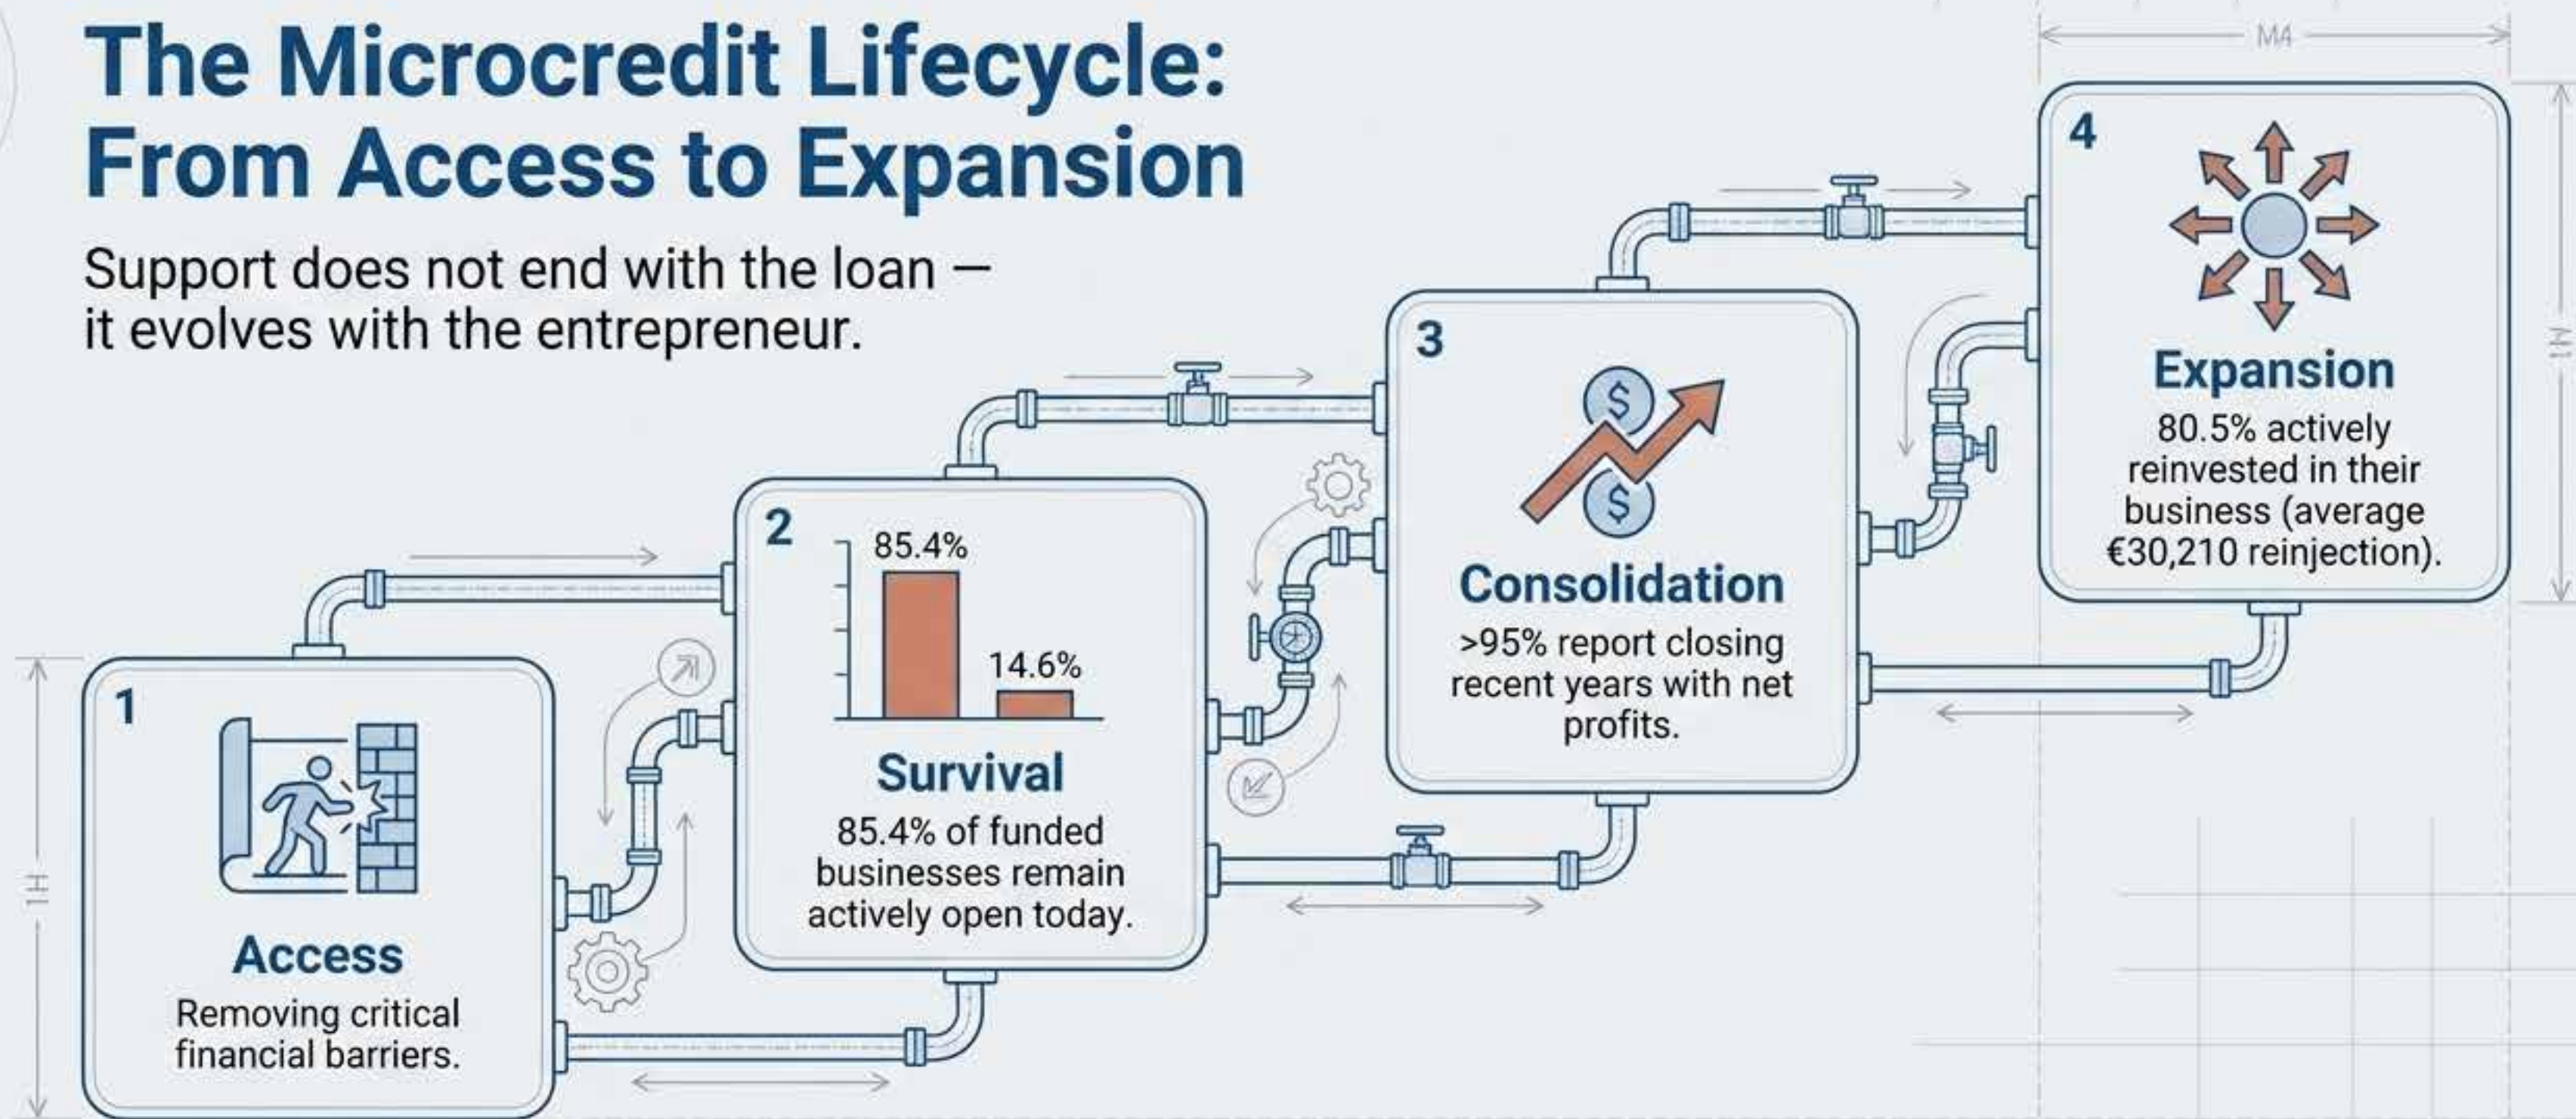 The Microcredit Lifecycle:
From Access to Expansion
Support does not end with the loan —
it evolves with the entrepreneur.
1
Access
Removing critical
financial barriers.
2
85.4%
14.6%
Survival
85.4% of funded
businesses remain
actively open today.
3
$
$
Consolidation
>95% report closing
recent years with net
profits.
4
Expansion
80.5% actively
reinvested in their
business (average
€30,210 reinjection).
M4
1H